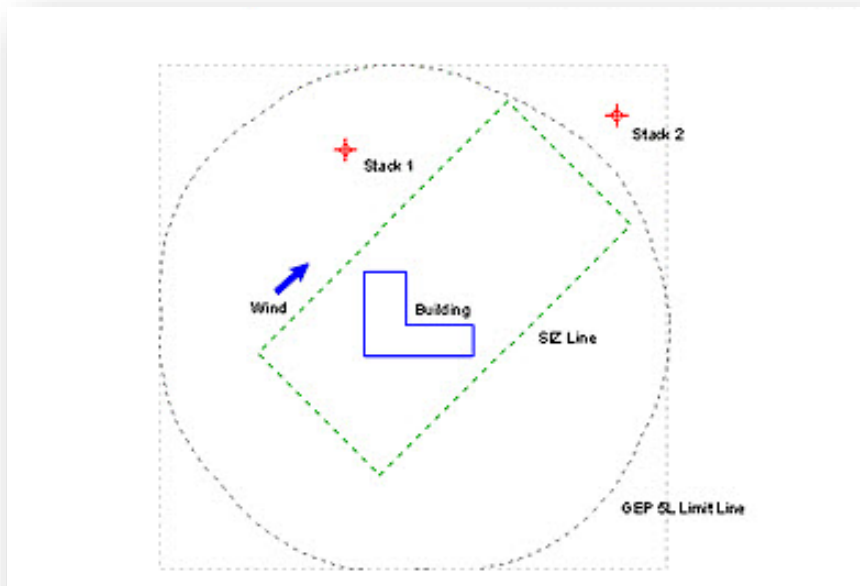 Stack 2
Stack 1
Wind
Building
SIZ Line
GEP 5L Limit Line